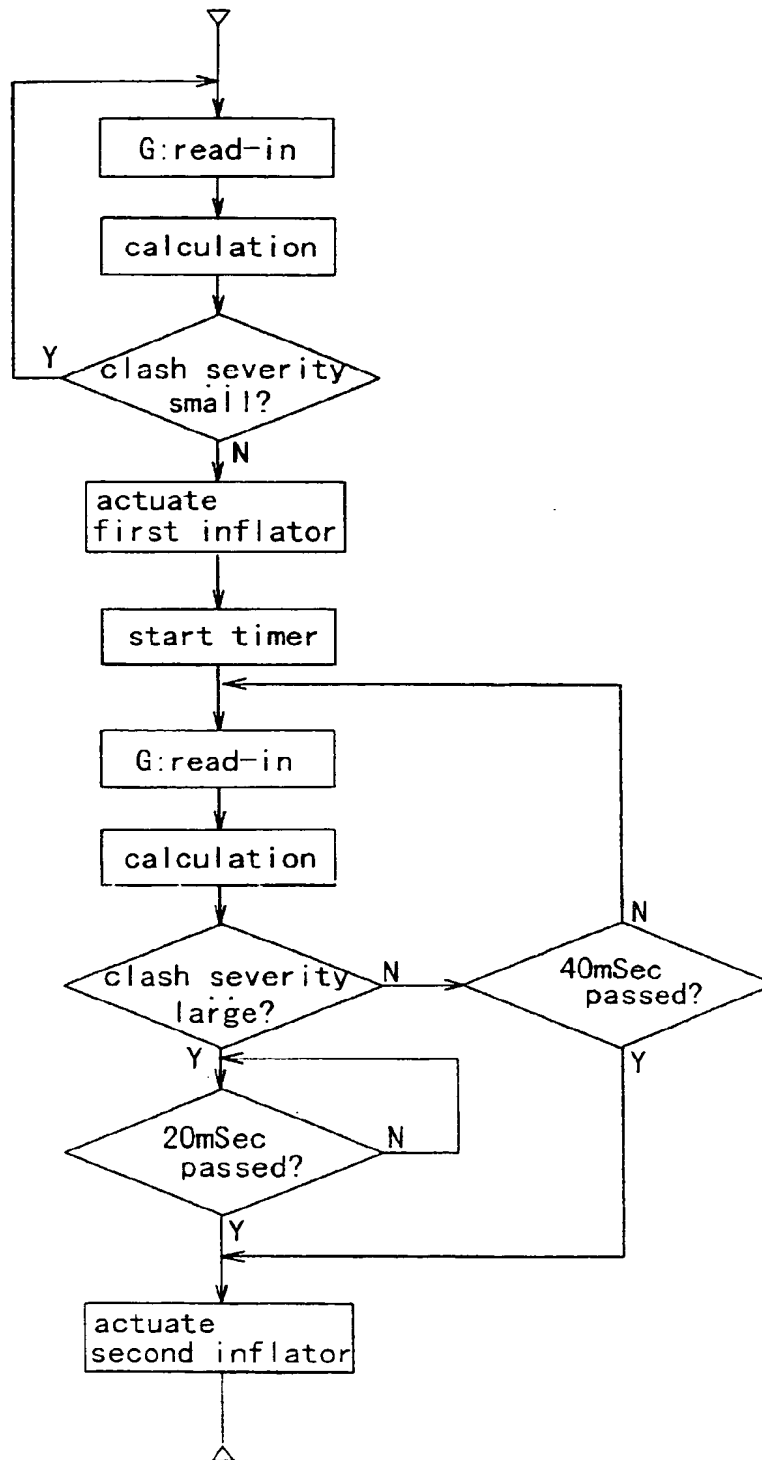 G:read-in
calculation
Y
clash severity
small?
N
actuate
first inflator
start timer
G:read-in
calculation
N
clash severity
large?
N
40mSec
passed?
Y
Y
20mSec
passed?
N
Y
actuate
second inflator